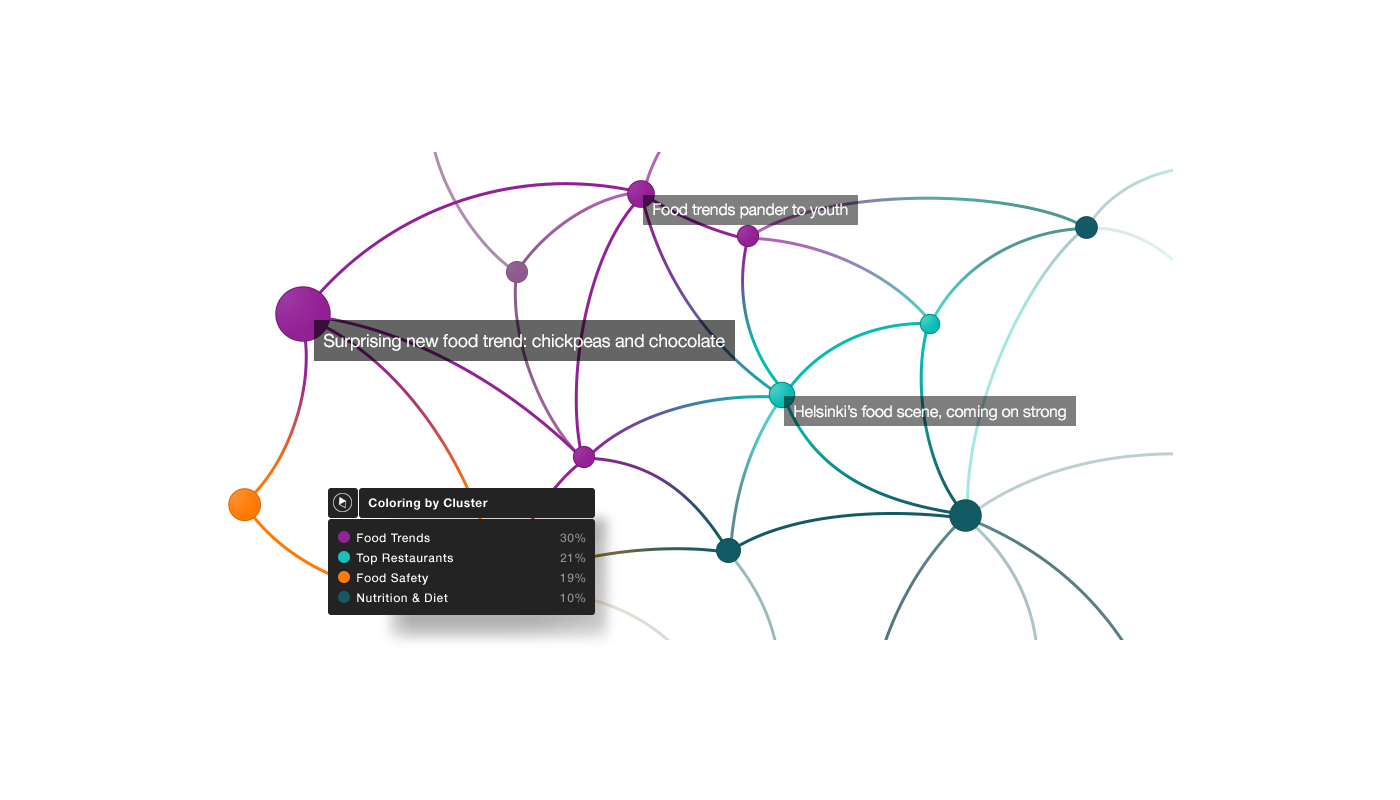 Food trends pander to youth
Surprising new food trend: chickpeas and chocolate
Helsinki’s food scene, coming on strong
Coloring by Cluster
Food Trends 30%
Top Restaurants 21%
Food Safety 19%
Nutrition & Diet 10%